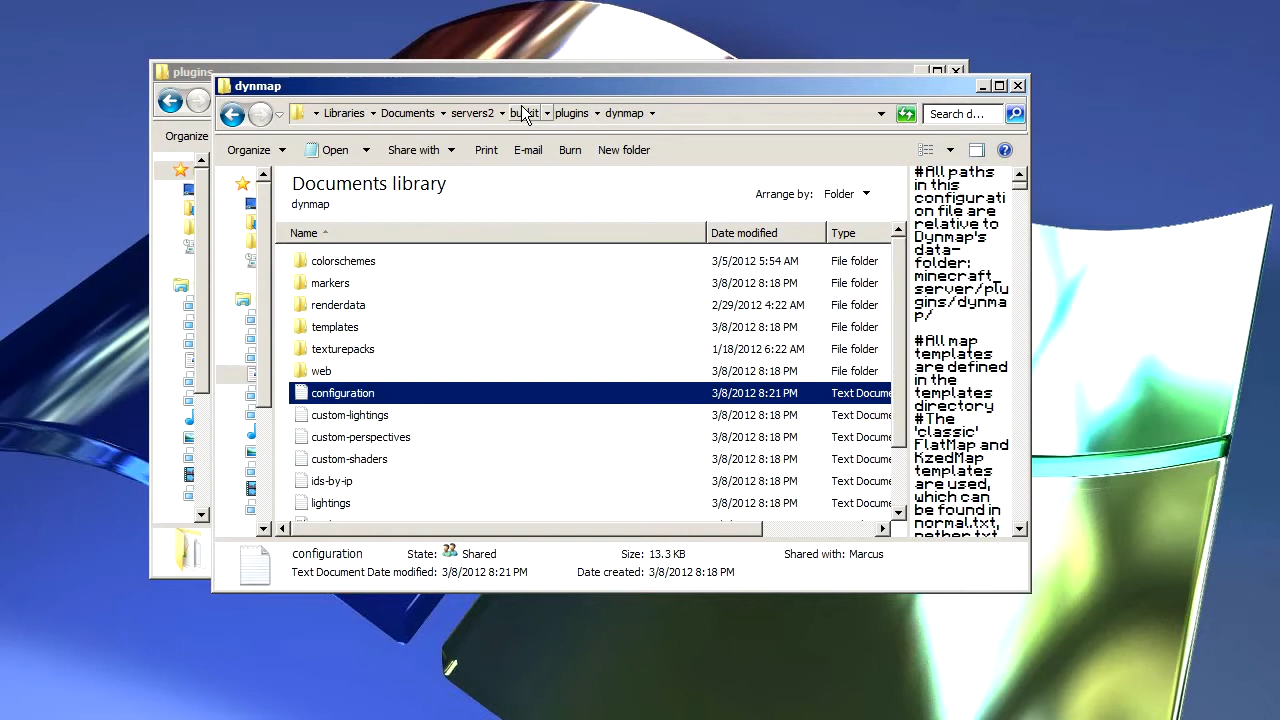 plugins
dynmap
Libraries Documents servers2 plugins dynmap
Search d...
Organize
Organize Open Share with Print E-mail Burn New folder
Documents library
dynmap
Arrange by: Folder
Name Date modified Type
colorschemes 3/5/2012 5:54 AM File folder
markers 3/8/2012 8:18 PM File folder
renderdata 2/29/2012 4:22 AM File folder
templates 3/8/2012 8:18 PM File folder
texturepacks 1/18/2012 6:22 AM File folder
web 3/8/2012 8:18 PM File folder
configuration 3/8/2012 8:21 PM Text Docume
custom-lightings 3/8/2012 8:18 PM Text Docume
custom-perspectives 3/8/2012 8:18 PM Text Docume
custom-shaders 3/8/2012 8:18 PM Text Docume
ids-by-ip 3/8/2012 8:18 PM Text Docume
lightings 3/8/2012 8:18 PM Text Docume
#All paths
in this
configurati
on file are
relative to
Dynmap's
data-
folder:
minecraft_
server/plu
gins/dynma
p/
#All map
templates
are defined
in the
templates
directory
#The
'classic'
FlatMap and
KzedMap
templates
are used,
which can
be found in
normal.txt,
nether.txt
configuration State: Shared Size: 13.3 KB Shared with: Marcus
Text Document Date modified: 3/8/2012 8:21 PM Date created: 3/8/2012 8:18 PM